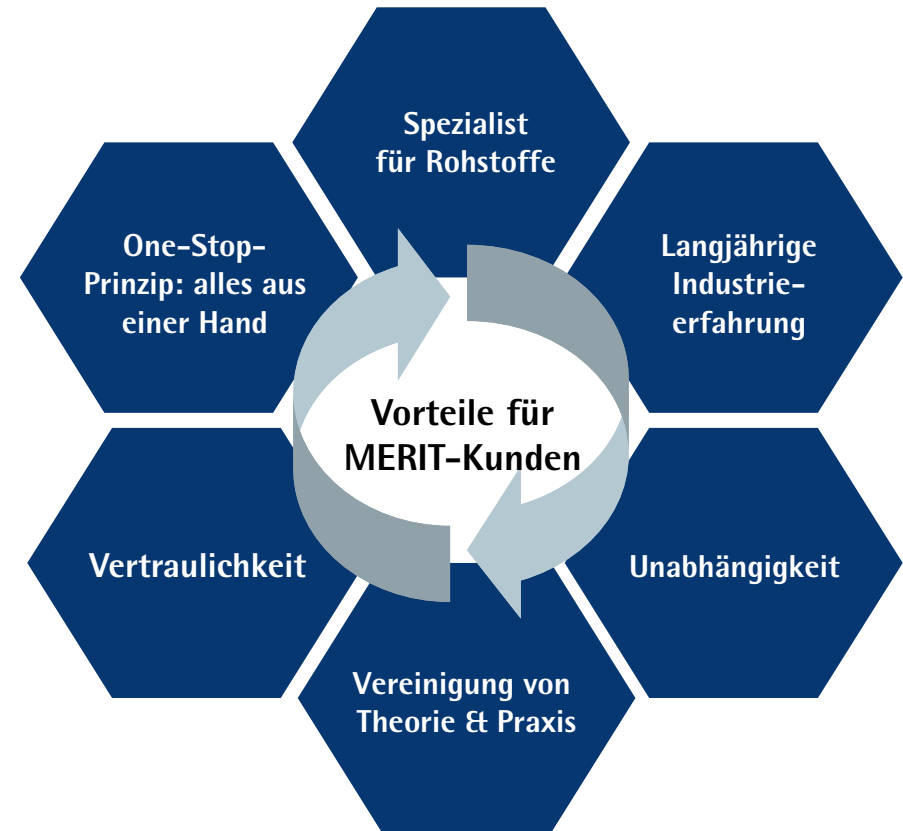 Spezialist
für Rohstoffe
One-Stop-
Prinzip: alles aus
einer Hand
Langjährige
Industrie-
erfahrung
Vorteile für
MERIT-Kunden
Vertraulichkeit
Unabhängigkeit
Vereinigung von
Theorie & Praxis